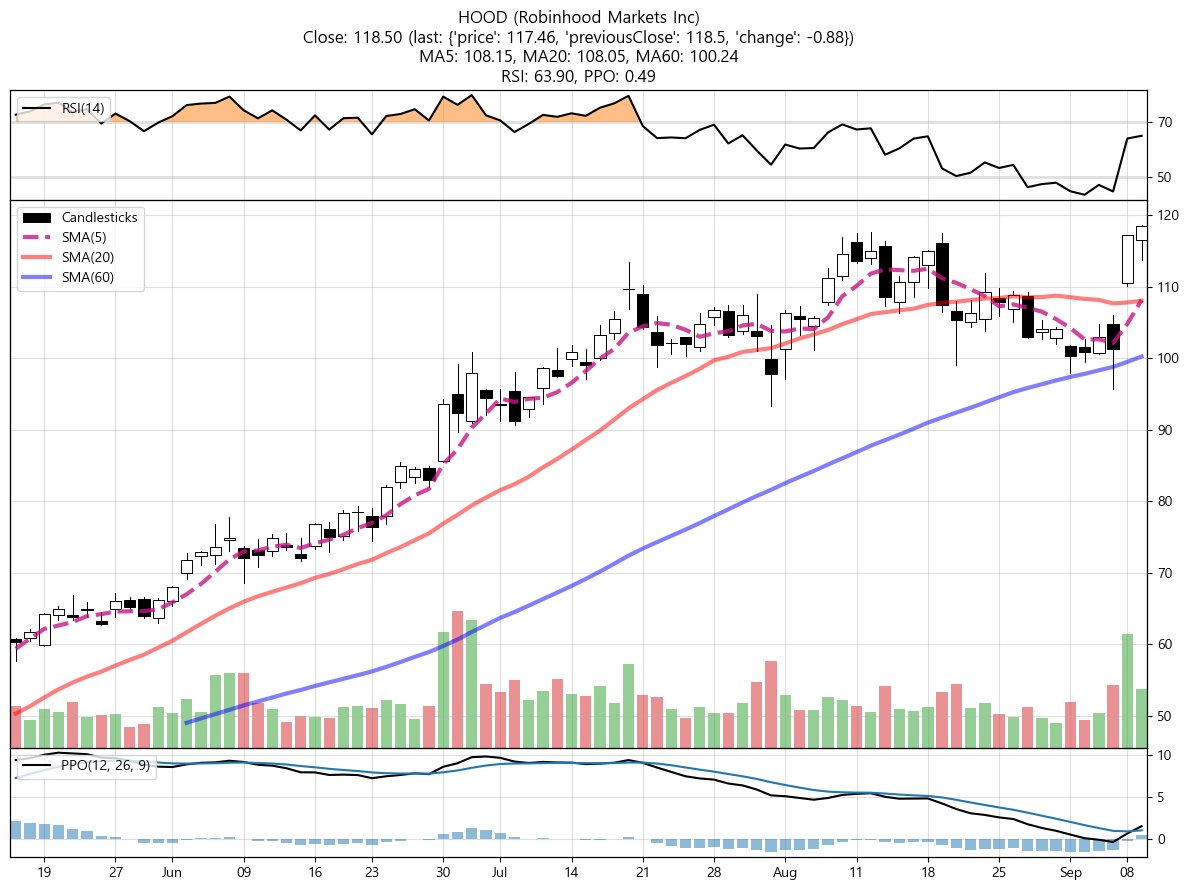 HOOD (Robinhood Markets Inc)
Close: 118.50 (last: {'price': 117.46, 'previousClose': 118.5, 'change': -0.88})
MA5: 108.15, MA20: 108.05, MA60: 100.24
RSI: 63.90, PPO: 0.49
RSI(14)
70
50
Candlesticks
SMA(5)
SMA(20)
SMA(60)
120
110
100
90
80
70
60
50
PPO(12, 26, 9)
10
5
0
19 27 Jun 09 16 23 30 Jul 14 21 28 Aug 11 18 25 Sep 08